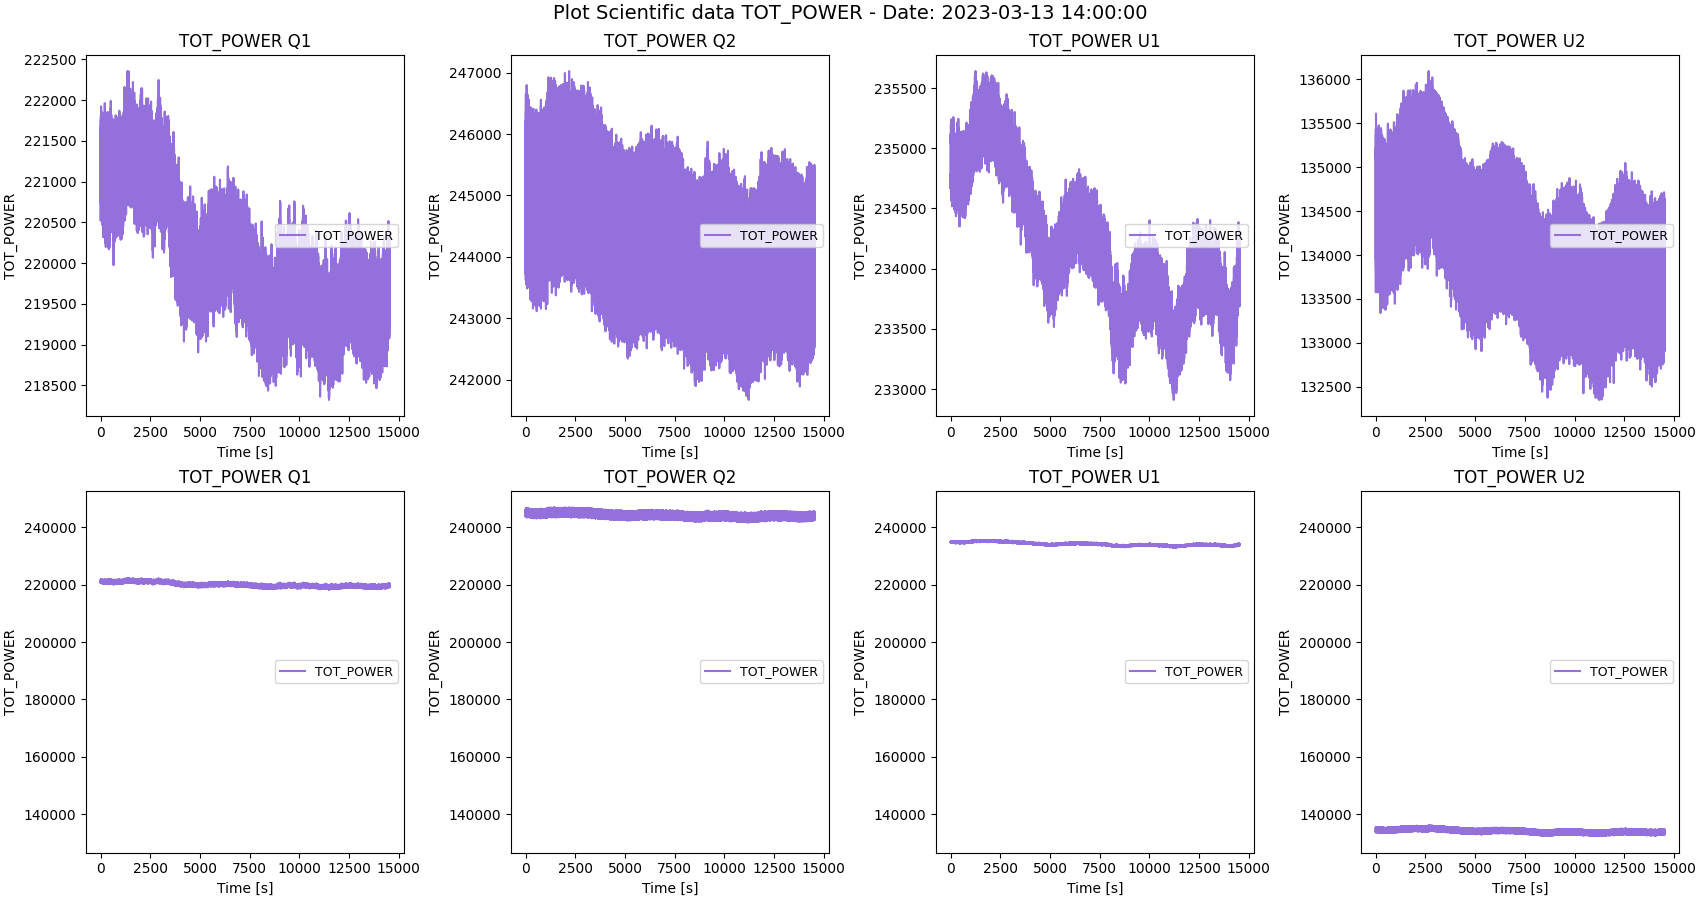 Plot Scientific data TOT_POWER - Date: 2023-03-13 14:00:00
TOT_POWER Q1
TOT_POWER
222500
222000
221500
221000
220500
220000
219500
219000
218500
TOT_POWER
0 2500 5000 7500 10000 12500 15000
Time [s]
TOT_POWER Q2
TOT_POWER
247000
246000
245000
244000
243000
242000
TOT_POWER
0 2500 5000 7500 10000 12500 15000
Time [s]
TOT_POWER U1
TOT_POWER
235500
235000
234500
234000
233500
233000
TOT_POWER
0 2500 5000 7500 10000 12500 15000
Time [s]
TOT_POWER U2
TOT_POWER
136000
135500
135000
134500
134000
133500
133000
132500
TOT_POWER
0 2500 5000 7500 10000 12500 15000
Time [s]
TOT_POWER Q1
TOT_POWER
240000
220000
200000
180000
160000
140000
TOT_POWER
0 2500 5000 7500 10000 12500 15000
Time [s]
TOT_POWER Q2
TOT_POWER
240000
220000
200000
180000
160000
140000
TOT_POWER
0 2500 5000 7500 10000 12500 15000
Time [s]
TOT_POWER U1
TOT_POWER
240000
220000
200000
180000
160000
140000
TOT_POWER
0 2500 5000 7500 10000 12500 15000
Time [s]
TOT_POWER U2
TOT_POWER
240000
220000
200000
180000
160000
140000
TOT_POWER
0 2500 5000 7500 10000 12500 15000
Time [s]